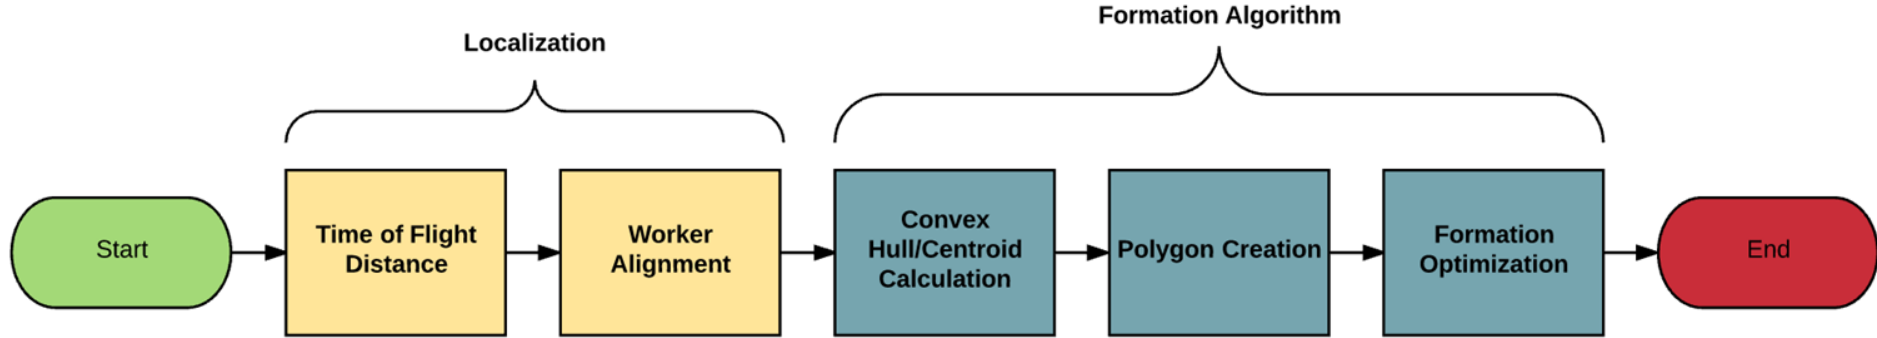 Formation Algorithm
Localization
Start
Time of Flight
Distance
Worker
Alignment
Convex
Hull/Centroid
Calculation
Polygon Creation
Formation
Optimization
End